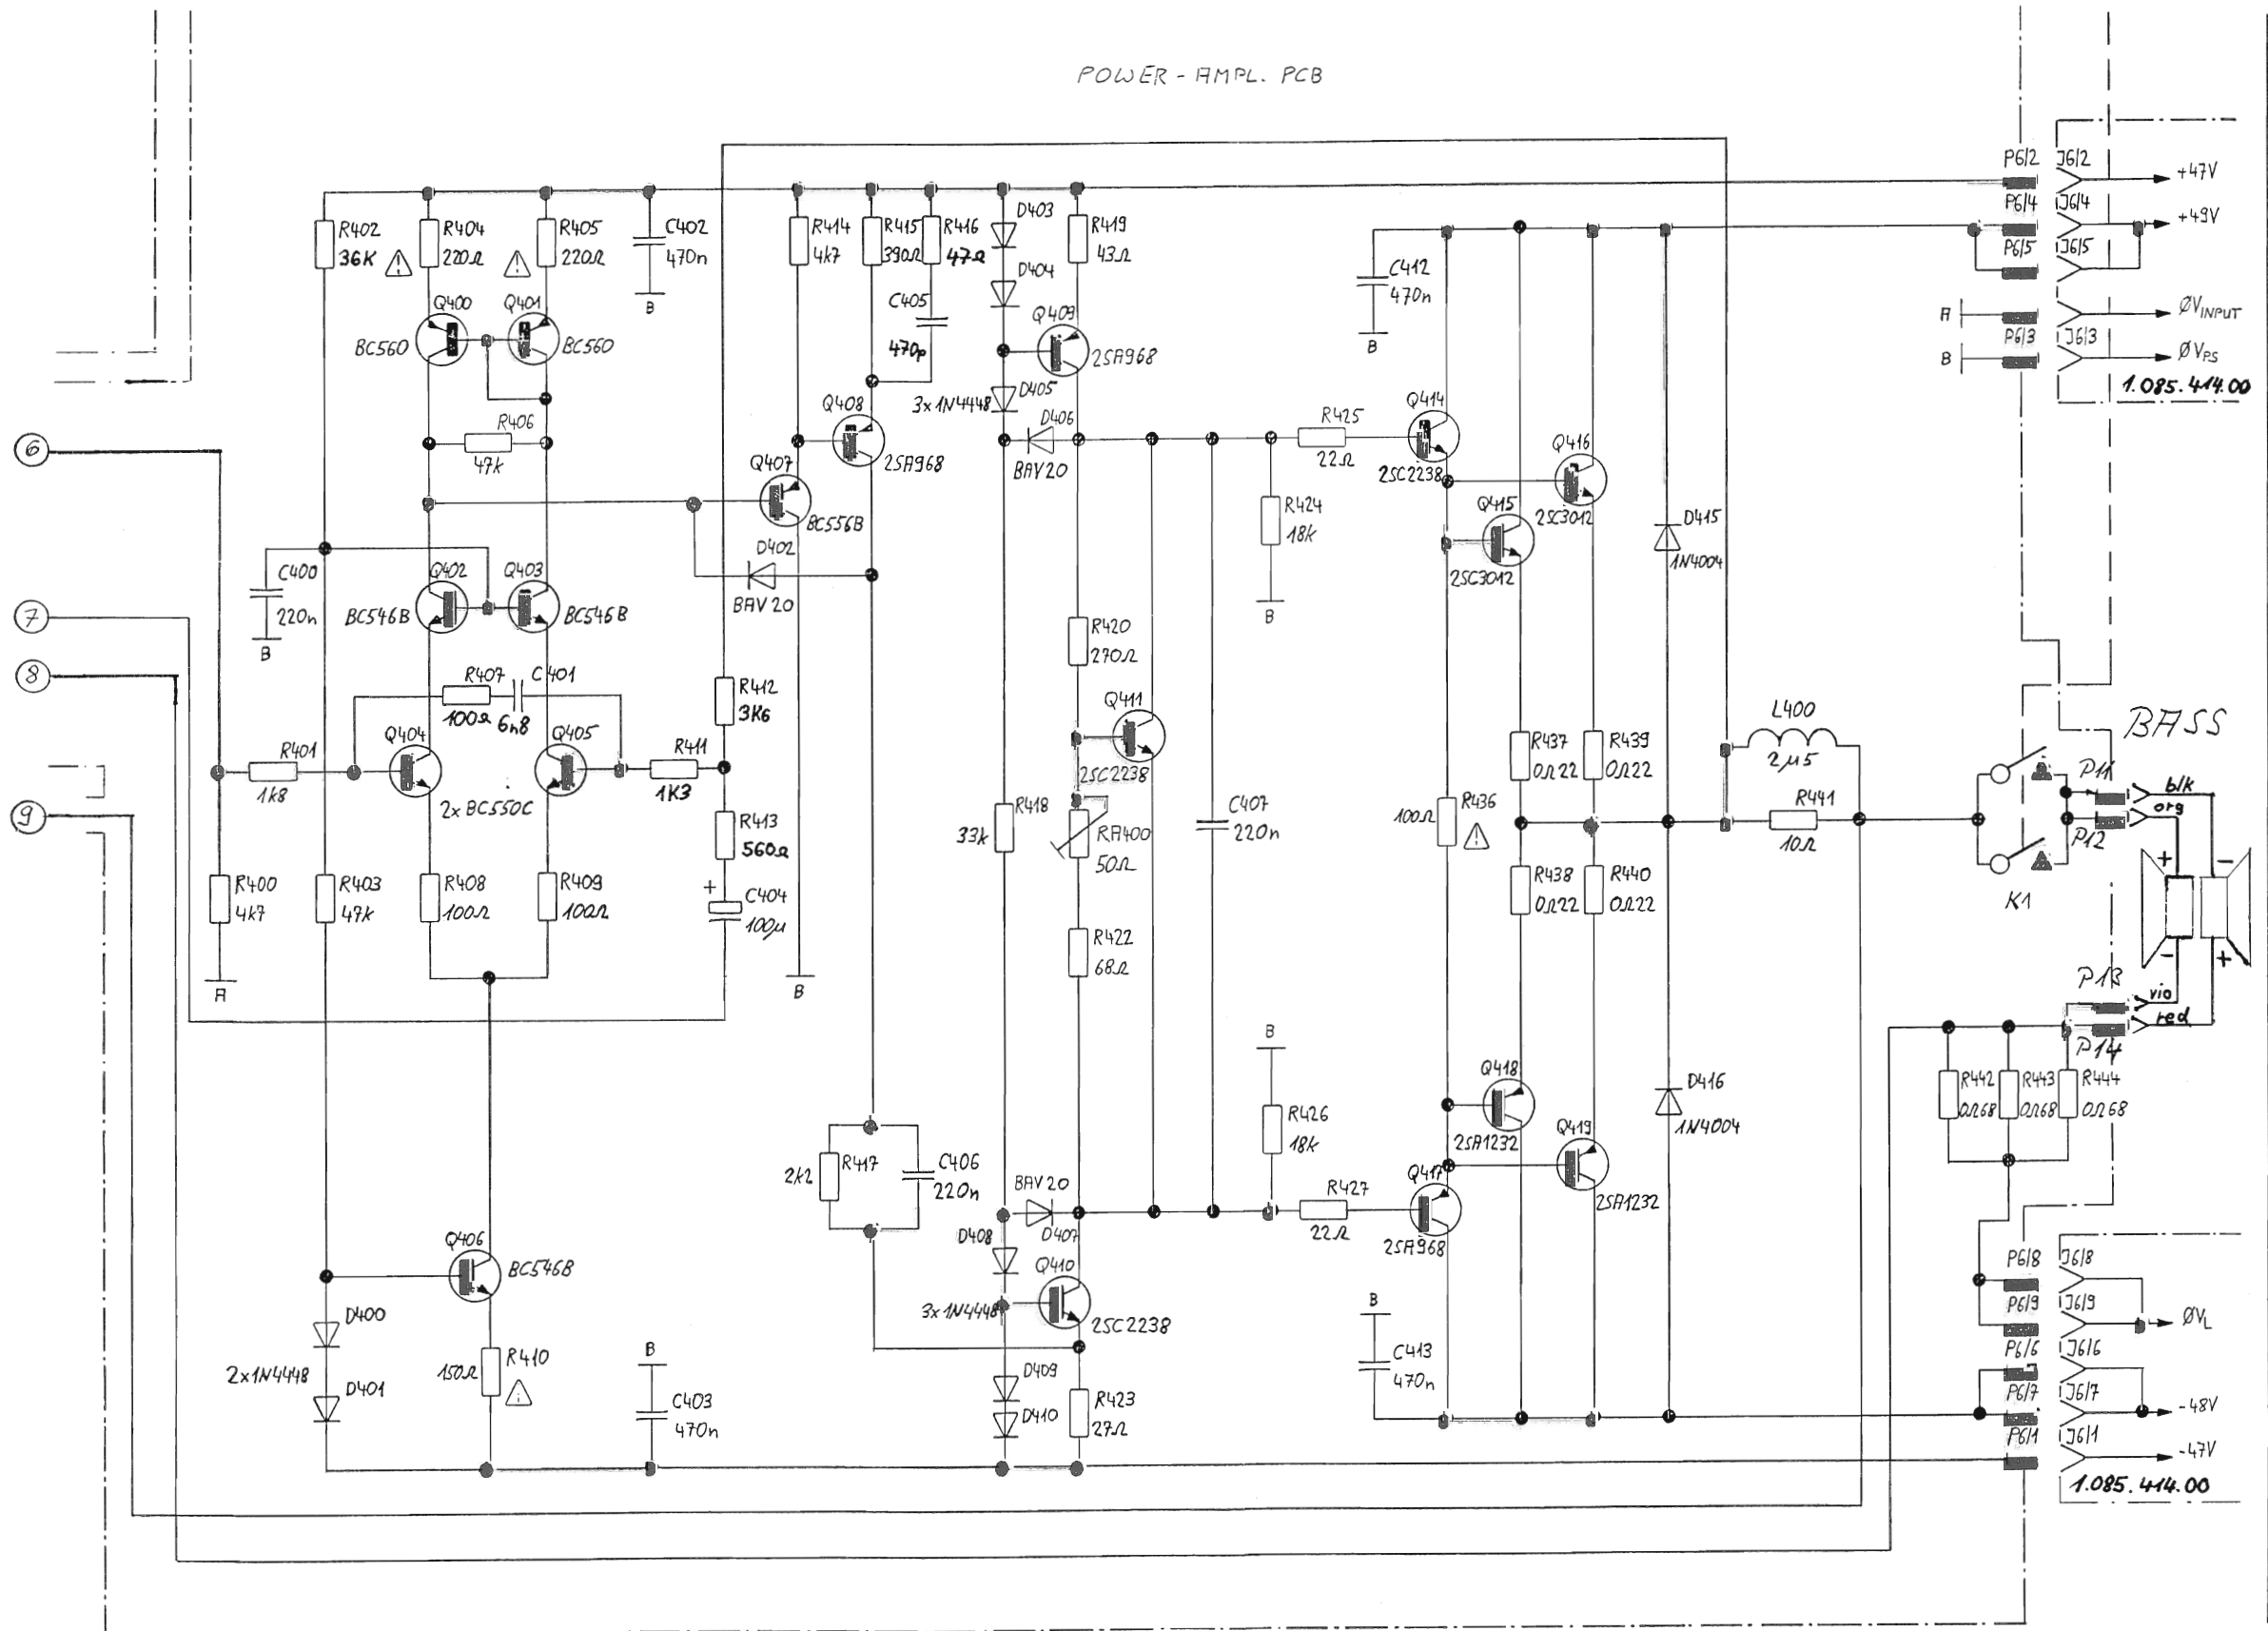 POWER-AMPL. PCB
P6/2 J6/2 +47V
P6/4 J6/4 +49V
P6/5 J6/5
A ØV INPUT
P6/3 J6/3
B ØV PS
1.085.414.00
R402 36K
R404 220Ω
R405 220Ω
C402 470n
B
R414 4k7
R415 390Ω
R416 47Ω
D403
D404
R419 43Ω
C405 470p
Q400 BC560
Q401 BC560
Q409 2SA968
C412 470n
B
D405
3x1N4448
D406
BAV20
R406 47k
Q408 2SA968
Q407 BC556B
R425 22Ω
Q414 2SC2238
Q416 2SC3012
Q415 2SC3012
R424 18k
B
D415 1N4004
6
C400 220n
B
Q402 BC546B
Q403 BC546B
D402 BAV20
7
8
R407 100Ω
C401 6n8
R412 3K6
R420 270Ω
Q411 2SC2238
Q404
Q405
2x BC550C
R401 1k8
R411 1K3
R413 560Ω
R418 33k
RA400 50Ω
C407 220n
R436 100Ω
R437 0Ω22
R439 0Ω22
R438 0Ω22
R440 0Ω22
L400 2µ5
R441 10Ω
BASS
P11 blk
org
P12
K1
+ -
- +
9
R400 4k7
A
R403 47k
R408 100Ω
R409 100Ω
+ C404 100µ
B
R422 68Ω
P13 vio
red
P14
R442 0Ω68
R443 0Ω68
R444 0Ω68
B
R426 18k
R417 2k2
C406 220n
Q418 2SA1232
Q419 2SA1232
D416 1N4004
BAV20
D407
R427 22Ω
Q417 2SA968
D408
Q410 2SC2238
3x1N4448
Q406 BC546B
D400
2x1N4448
D401
R410 150Ω
B
C403 470n
D409
D410
R423 27Ω
B
C413 470n
P6/8 J6/8
P6/9 J6/9 ØVL
P6/6 J6/6
P6/7 J6/7 -48V
P6/1 J6/1 -47V
1.085.414.00